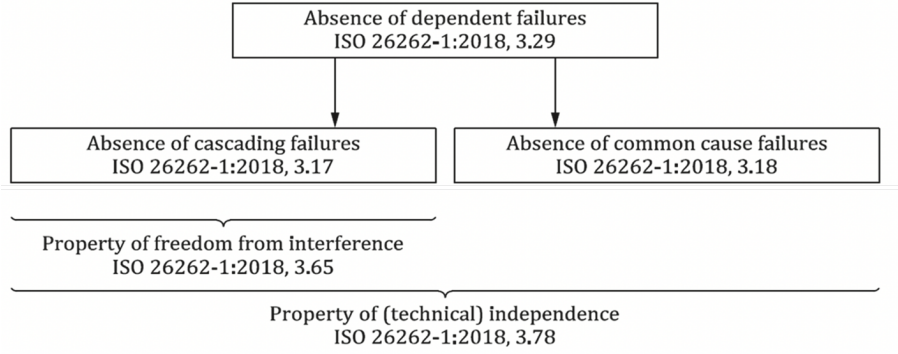 Absence of dependent failures
ISO 26262-1:2018, 3.29
Absence of cascading failures
ISO 26262-1:2018, 3.17
Absence of common cause failures
ISO 26262-1:2018, 3.18
Property of freedom from interference
ISO 26262-1:2018, 3.65
Property of (technical) independence
ISO 26262-1:2018, 3.78